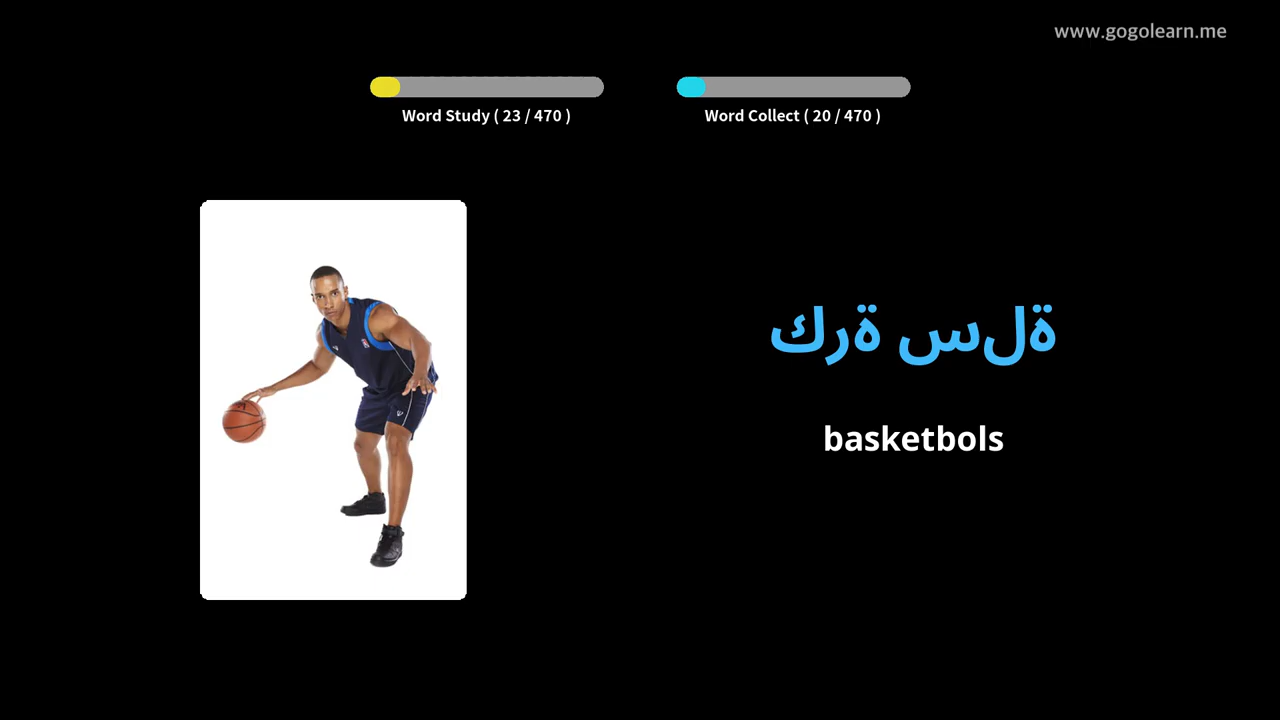 www.gogolearn.me
Word Study ( 23 / 470 )
Word Collect ( 20 / 470 )
كرة سلة
basketbols